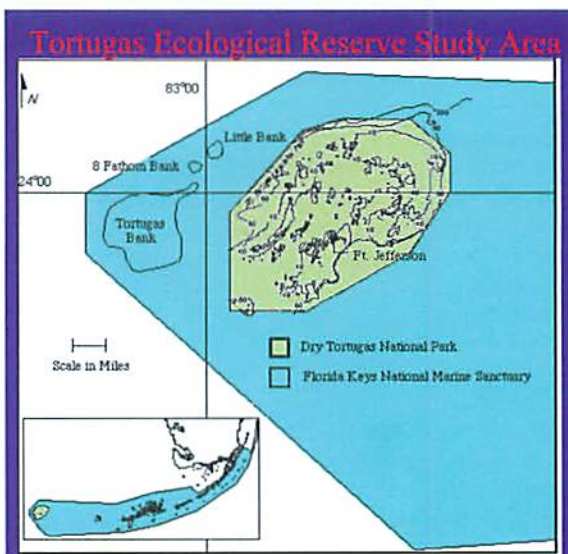 Tortugas Ecological Reserve Study Area
N
83°00
Little Bank
8 Fathom Bank
24°00
Tortugas
Bank
Ft. Jefferson
Dry Tortugas National Park
Scale in Miles
Florida Keys National Marine Sanctuary